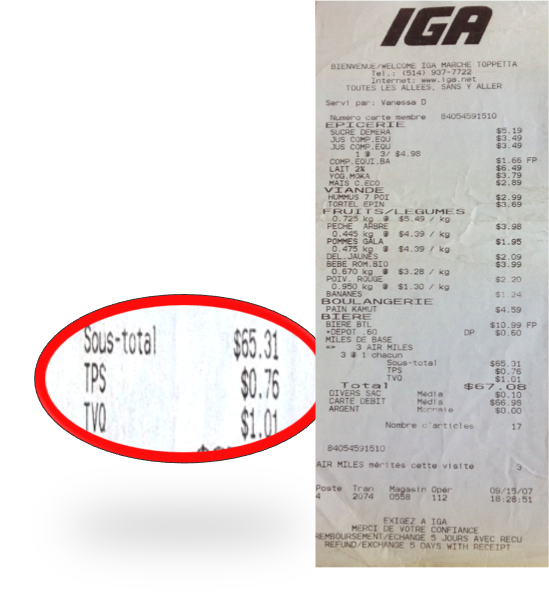 IGA
BIENVENUE/WELCOME IGA MARCHE TOPPETTA
Tel.: (514) 937-7722
Internet: www.iga.net
TOUTES LES ALLEES, SANS Y ALLER
Servi par: Vanessa D
Numero carte membre 84054591510
EPICERIE
SUCRE DEMERA $5.19
JUS COMP.EQU $3.49
JUS COMP.EQU $3.49
1 @ 3/ $4.98
COMP.EQUI.BA $1.66 FP
LAIT 2% $6.49
YOG.MOKA $3.79
MAIS C.ECO $2.89
VIANDE
HUMMUS 7 POI $2.99
TORTEL EPIN $3.69
FRUITS/LEGUMES
0.725 kg @ $5.49 / kg
PECHE ARBRE $3.98
0.445 kg @ $4.39 / kg
POMMES GALA $1.95
0.475 kg @ $4.39 / kg
DEL.JAUNES $2.09
BEBE ROM.BIO $3.99
0.670 kg @ $3.28 / kg
POIV. ROUGE $2.20
0.950 kg @ $1.30 / kg
BANANES $1.24
BOULANGERIE
PAIN KAMUT $4.59
BIERE
BIERE BTL $10.99 FP
+DEPOT .60 DP $0.60
MILES DE BASE
3 AIR MILES
3 @ 1 chacun
Sous-total $65.31
TPS $0.76
TVQ $1.01
Total $67.08
DIVERS SAC Média $0.10
CARTE DEBIT Média $66.98
ARGENT Monnaie $0.00
Nombre d'articles 17
84054591510
AIR MILES mérités cette visite 3
Poste Tran Magasin Opér 09/15/07
4 2074 0558 112 18:28:51
EXIGEZ A IGA
MERCI DE VOTRE CONFIANCE
REMBOURSEMENT/ECHANGE 5 JOURS AVEC RECU
REFUND/EXCHANGE 5 DAYS WITH RECEIPT
Sous-total $65.31
TPS $0.76
TVQ $1.01